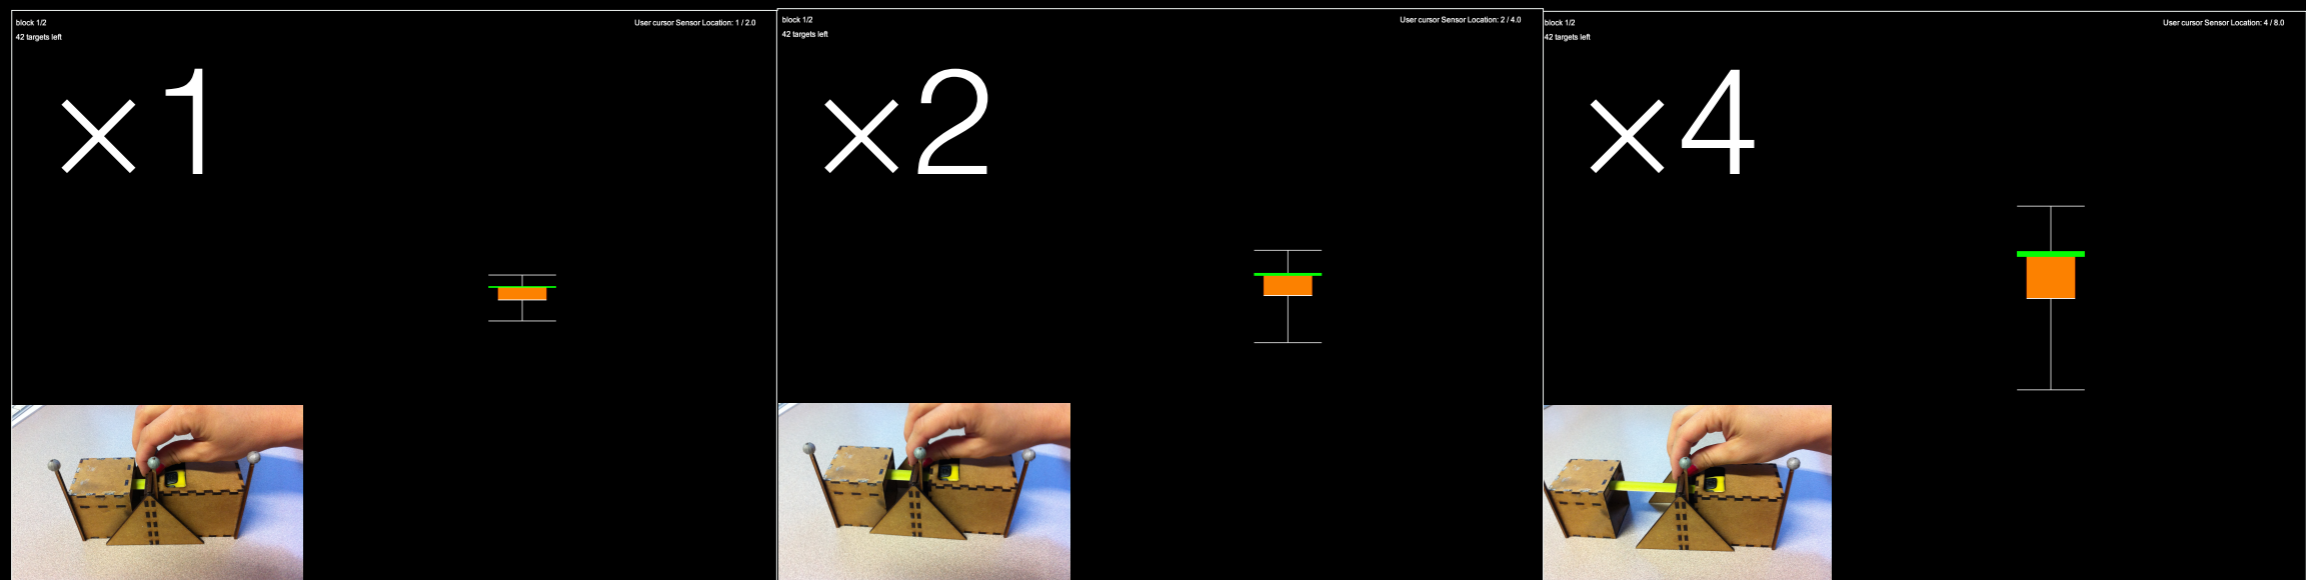 block 1/2
User cursor Sensor Location: 1 / 2.0
42 targets left
×1
block 1/2
User cursor Sensor Location: 2 / 4.0
42 targets left
×2
block 1/2
User cursor Sensor Location: 4 / 8.0
42 targets left
×4